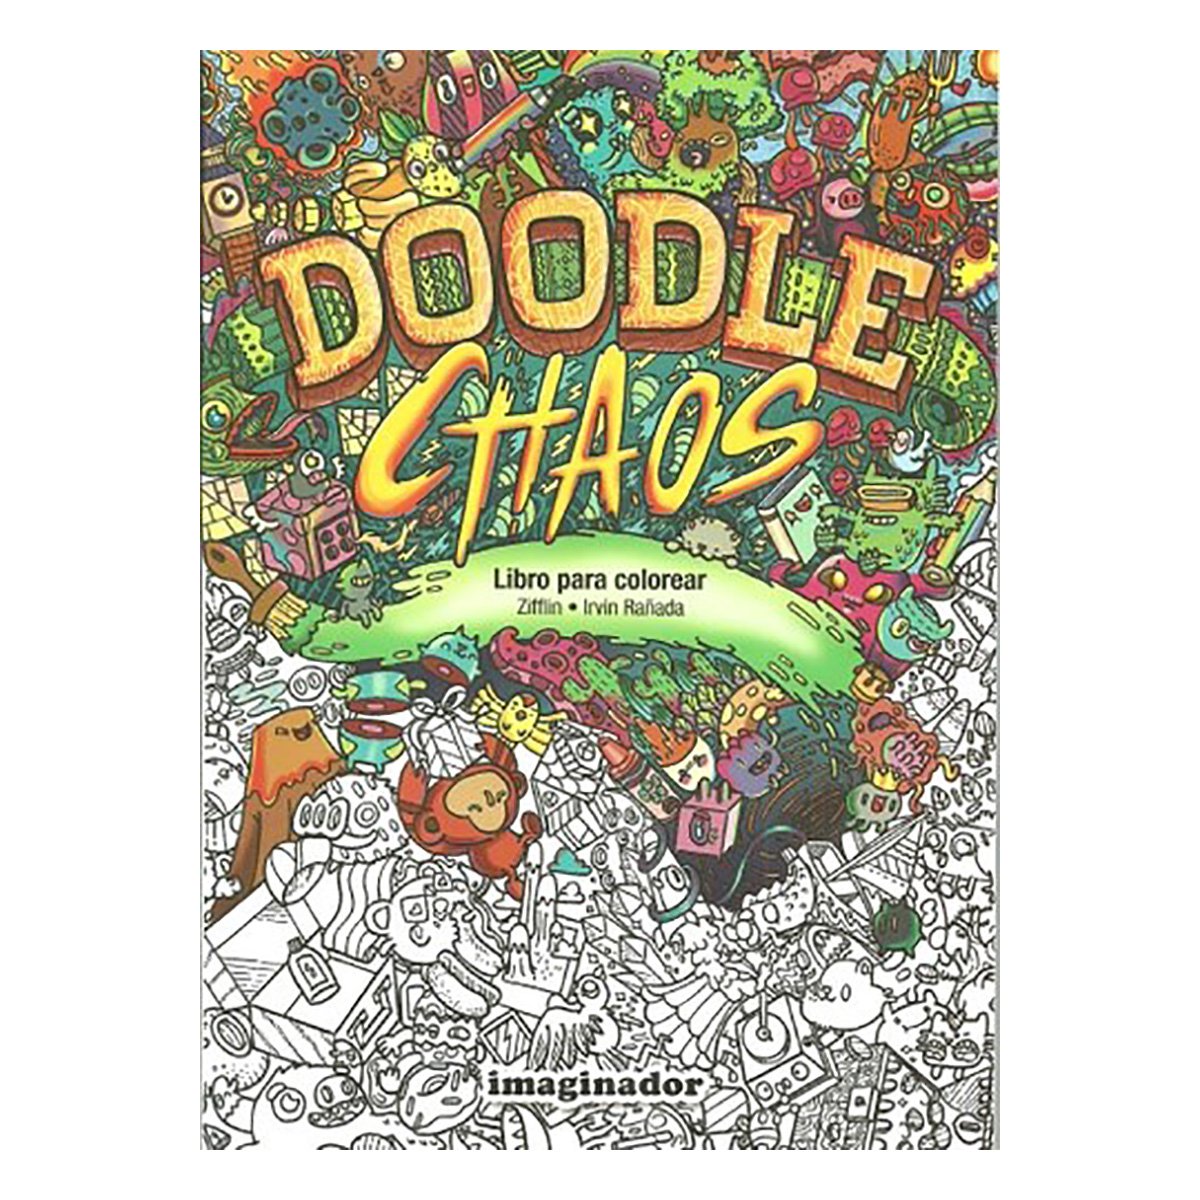 DOODLE
CHAOS
Libro para colorear
Zifflin • Irvin Rañada
imaginador